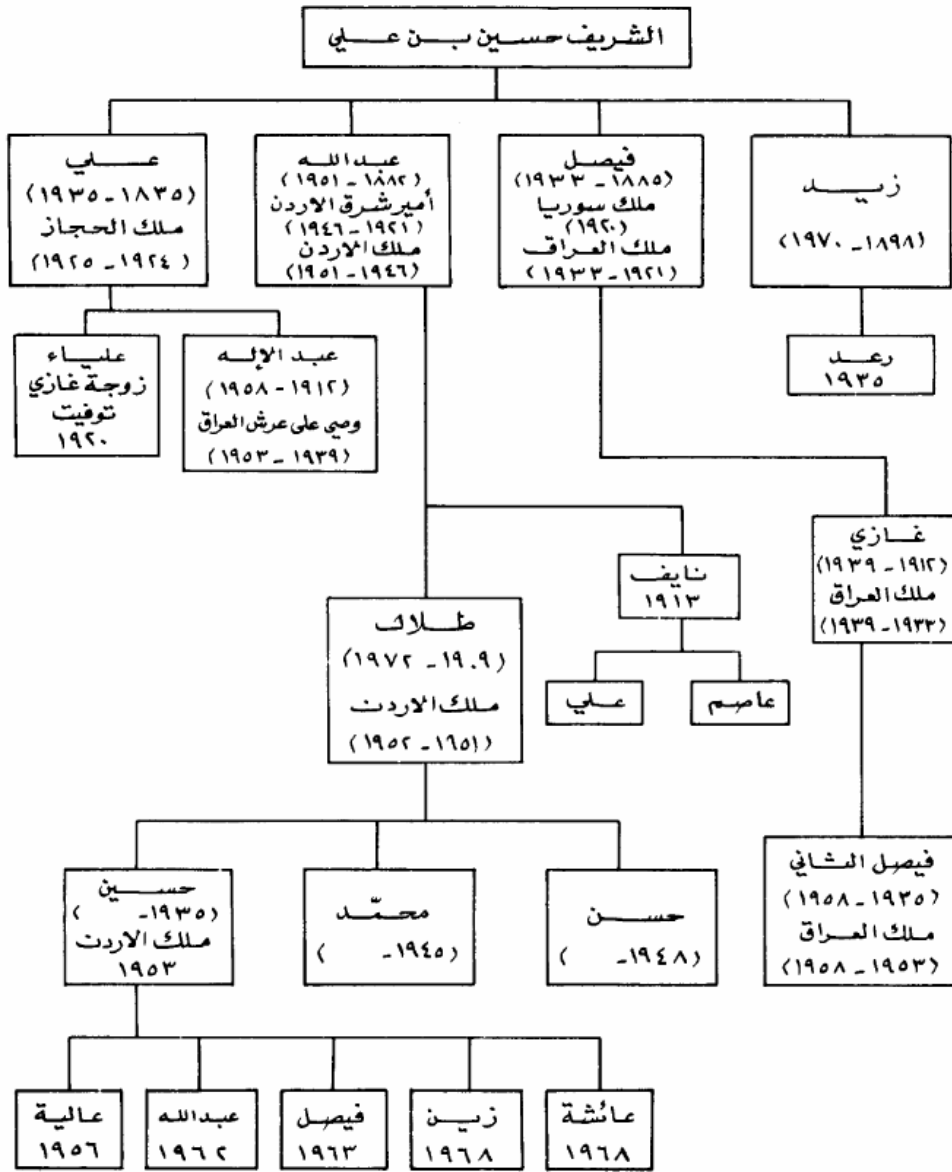 الشريف حسين بن علي
زيد
(١٨٩٨-١٩٧٠)
رعد
١٩٣٥
فيصل
(١٨٨٥-١٩٣٣)
ملك سوريا
(١٩٢٠)
ملك العراق
(١٩٢١-١٩٣٣)
عبدالله
(١٨٨٢-١٩٥١)
أمير شرق الاردن
(١٩٢١-١٩٤٦)
ملك الاردن
(١٩٤٦-١٩٥١)
علي
(١٨٣٥-١٩٣٥)
ملك الحجاز
(١٩٢٤-١٩٢٥)
عبد الإله
(١٩١٢-١٩٥٨)
وصي على عرش العراق
(١٩٣٩-١٩٥٣)
علياء
زوجة غازي
توفيت
١٩٢٠
غازي
(١٩١٢-١٩٣٩)
ملك العراق
(١٩٣٣-١٩٣٩)
نايف
١٩١٣
عاصم
علي
طلال
(١٩٠٩-١٩٧٢)
ملك الاردن
(١٦٥١-١٩٥٢)
فيصل الثاني
(١٩٣٥-١٩٥٨)
ملك العراق
(١٩٥٣-١٩٥٨)
حسن
(١٩٤٨- )
محمّد
(١٩٤٥- )
حسين
(١٩٣٥- )
ملك الاردن
١٩٥٣
عائشة
١٩٦٨
زين
١٩٦٨
فيصل
١٩٦٣
عبدالله
١٩٦٢
عالية
١٩٥٦